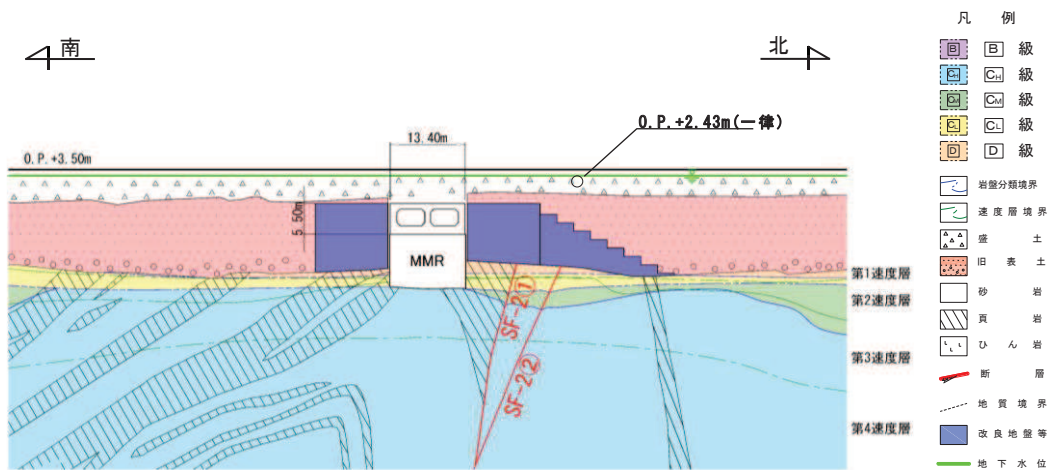 南
北
13.40m
O.P.+2.43m(一律)
O.P.+3.50m
5.50m
MMR
SF-2①
SF-2②
第1速度層
第2速度層
第3速度層
第4速度層
凡 例
B B 級
CH CH 級
CM CM 級
CL CL 級
D D 級
岩盤分類境界
速度層境界
盛 土
旧 表 土
砂 岩
頁 岩
ひ ん 岩
断 層
地 質 境 界
改 良 地 盤 等
地 下 水 位